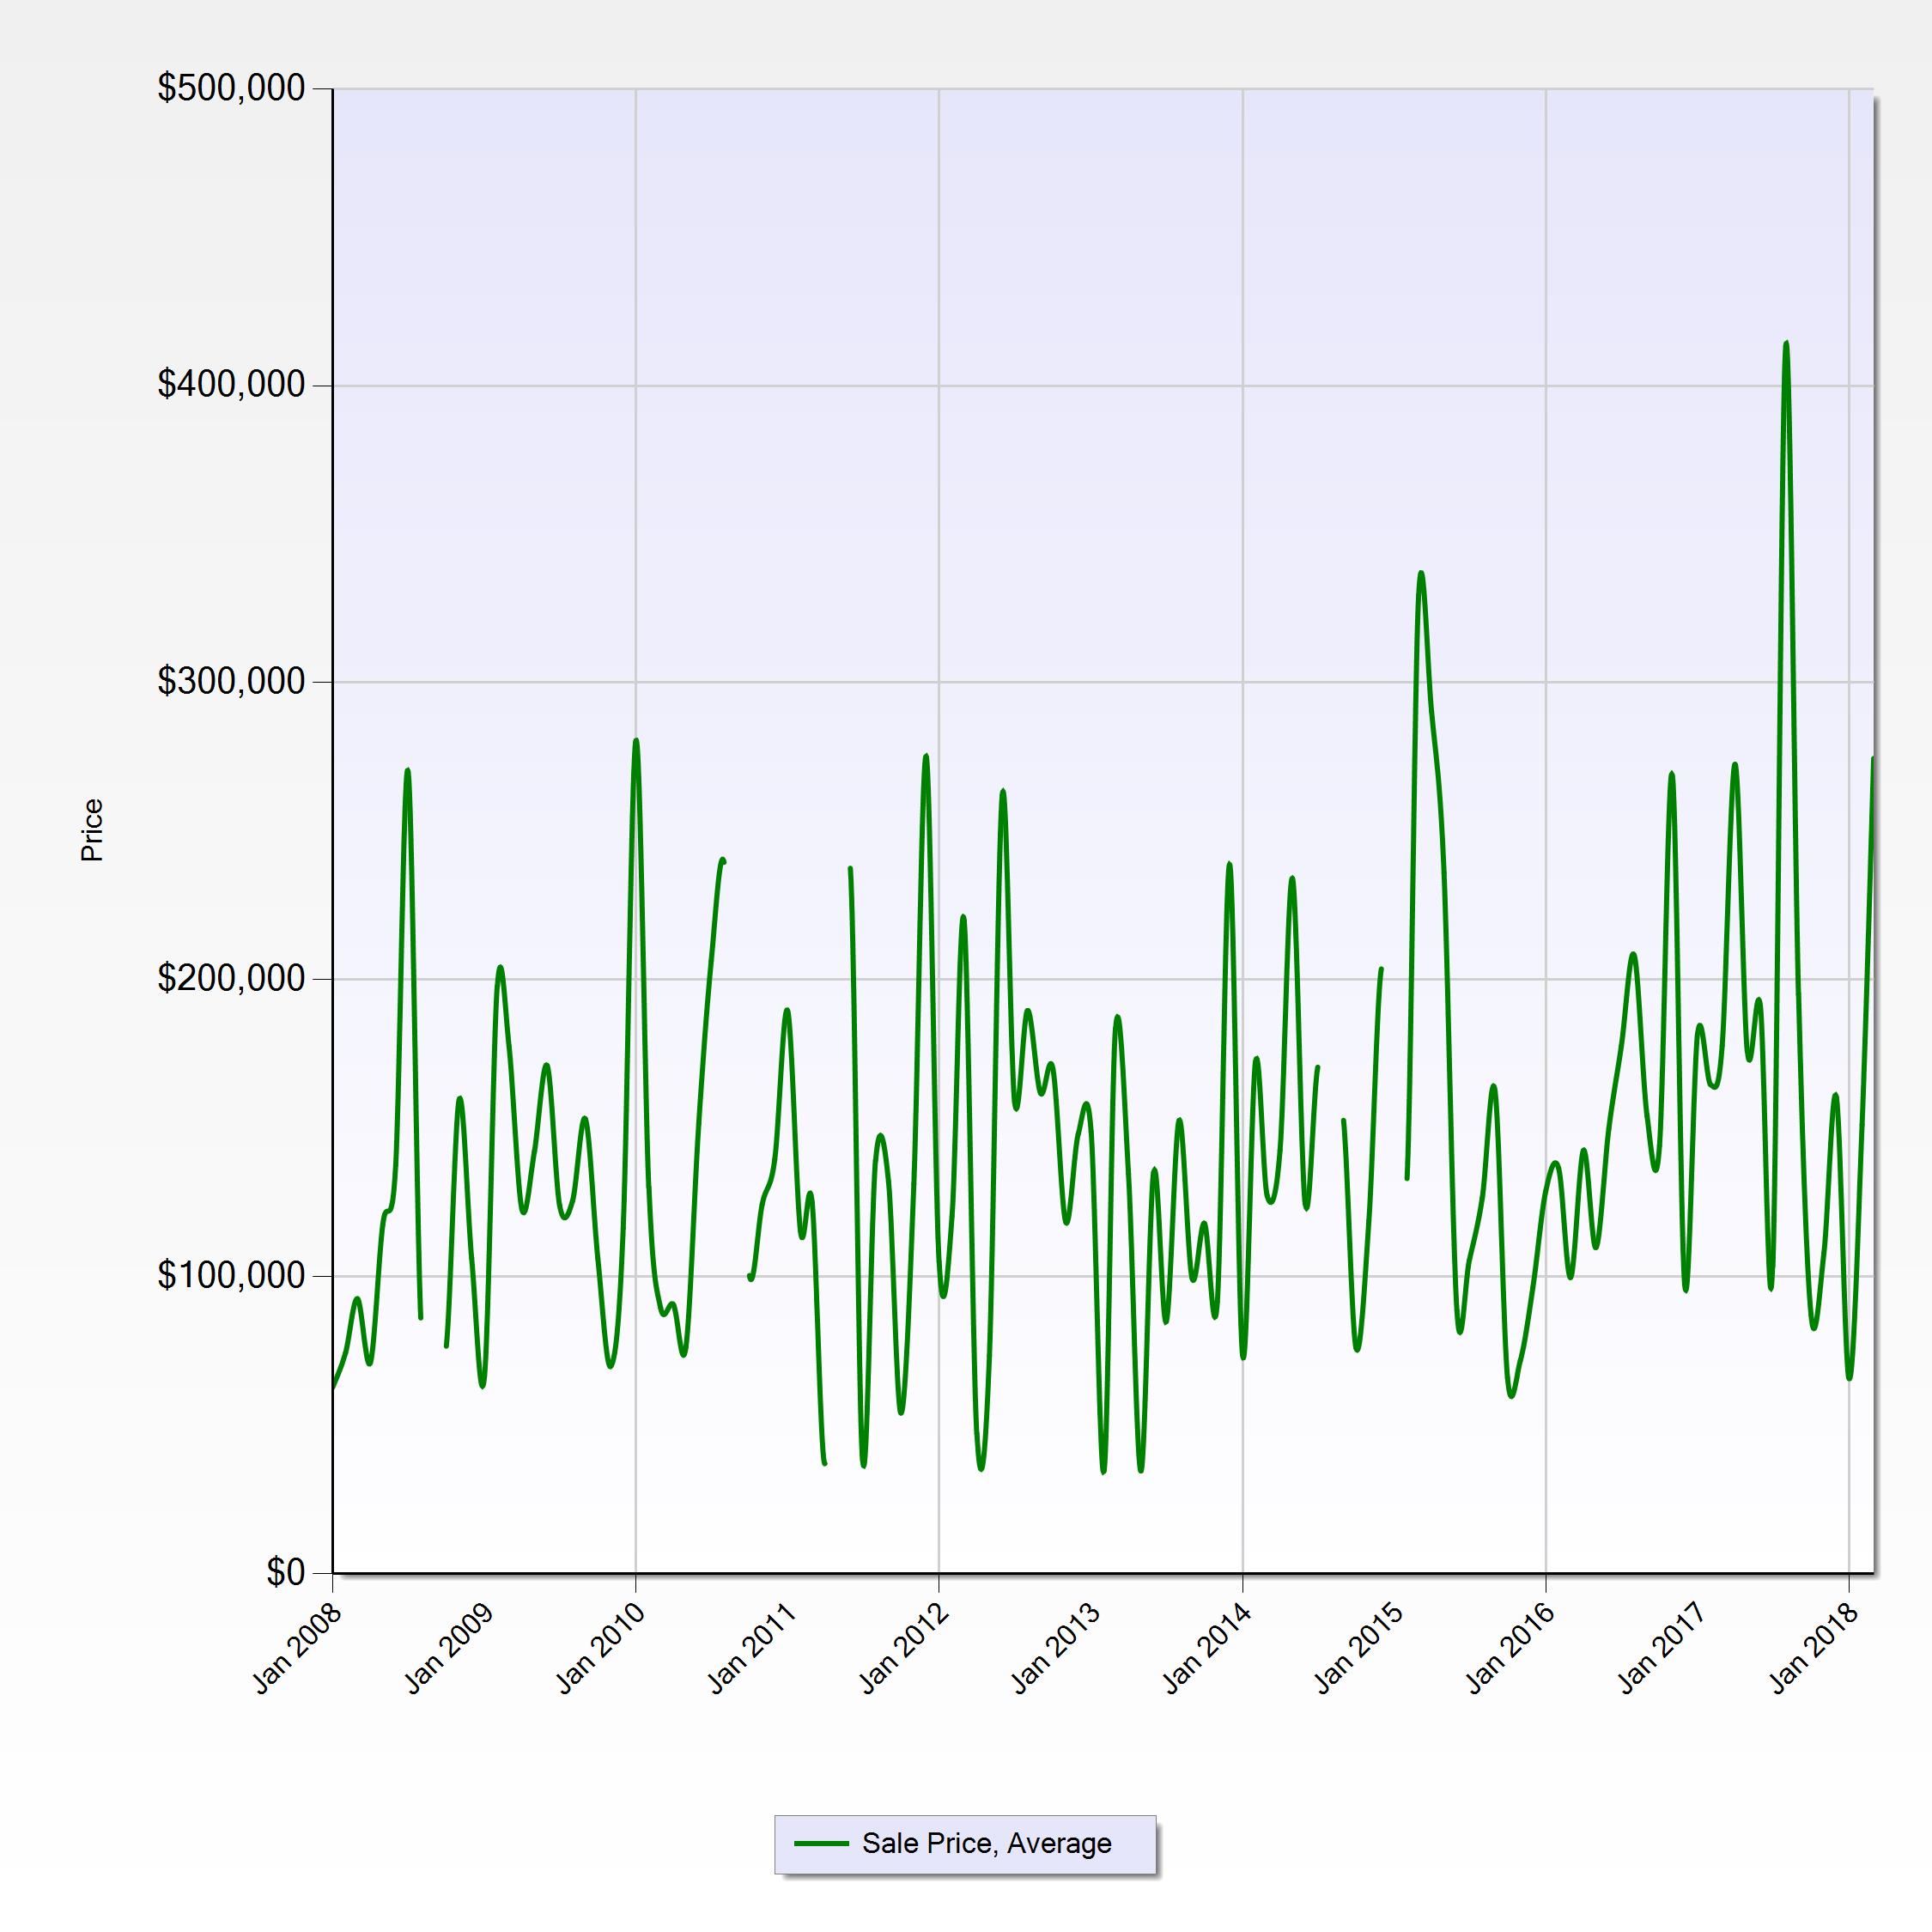 $500,000
$400,000
$300,000
$200,000
$100,000
$0
Price
Jan 2008
Jan 2009
Jan 2010
Jan 2011
Jan 2012
Jan 2013
Jan 2014
Jan 2015
Jan 2016
Jan 2017
Jan 2018
Sale Price, Average